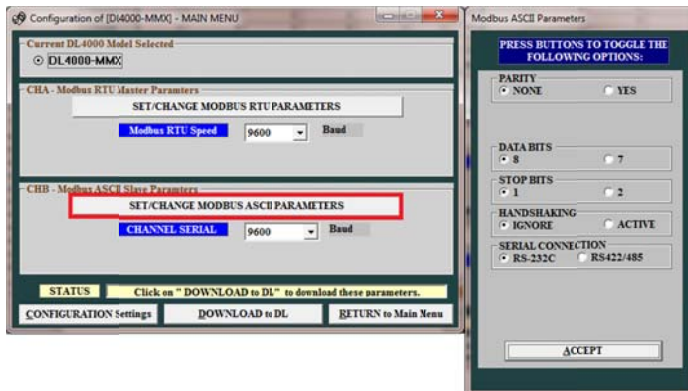 Configuration of [Dl4000-MMX] - MAIN MENU
Current DL4000 Model Selected
DL4000-MMX
CHA - Modbus RTU Master Paramters
SET/CHANGE MODBUS RTU PARAMETERS
Modbus RTU Speed 9600 Baud
CHB - Modbus ASCII Slave Paramters
SET/CHANGE MODBUS ASCII PARAMETERS
CHANNEL SERIAL 9600 Baud
STATUS Click on " DOWNLOAD to DL" to download these parameters.
CONFIGURATION Settings DOWNLOAD to DL RETURN to Main Menu
Modbus ASCII Parameters
PRESS BUTTONS TO TOGGLE THE
FOLLOWING OPTIONS:
PARITY
NONE YES
DATA BITS
8 7
STOP BITS
1 2
HANDSHAKING
IGNORE ACTIVE
SERIAL CONNECTION
RS-232C RS422/485
ACCEPT